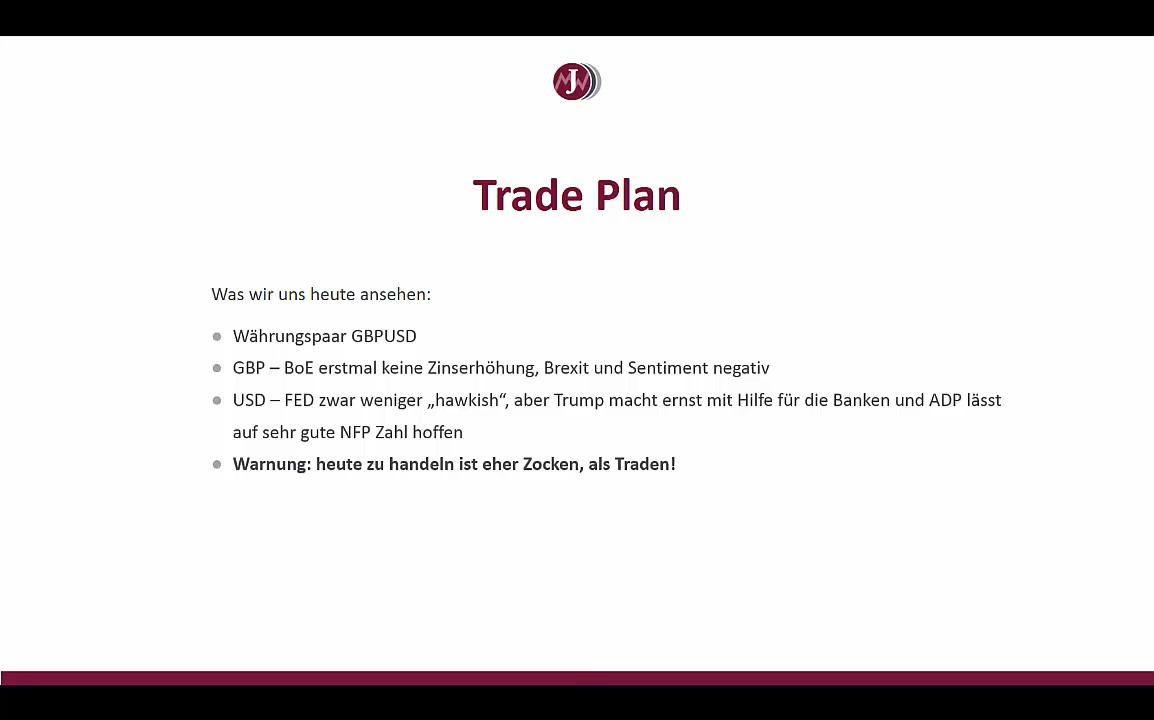 J
Trade Plan
Was wir uns heute ansehen:
Währungspaar GBPUSD
GBP – BoE erstmal keine Zinserhöhung, Brexit und Sentiment negativ
USD – FED zwar weniger „hawkish“, aber Trump macht ernst mit Hilfe für die Banken und ADP lässt
auf sehr gute NFP Zahl hoffen
Warnung: heute zu handeln ist eher Zocken, als Traden!